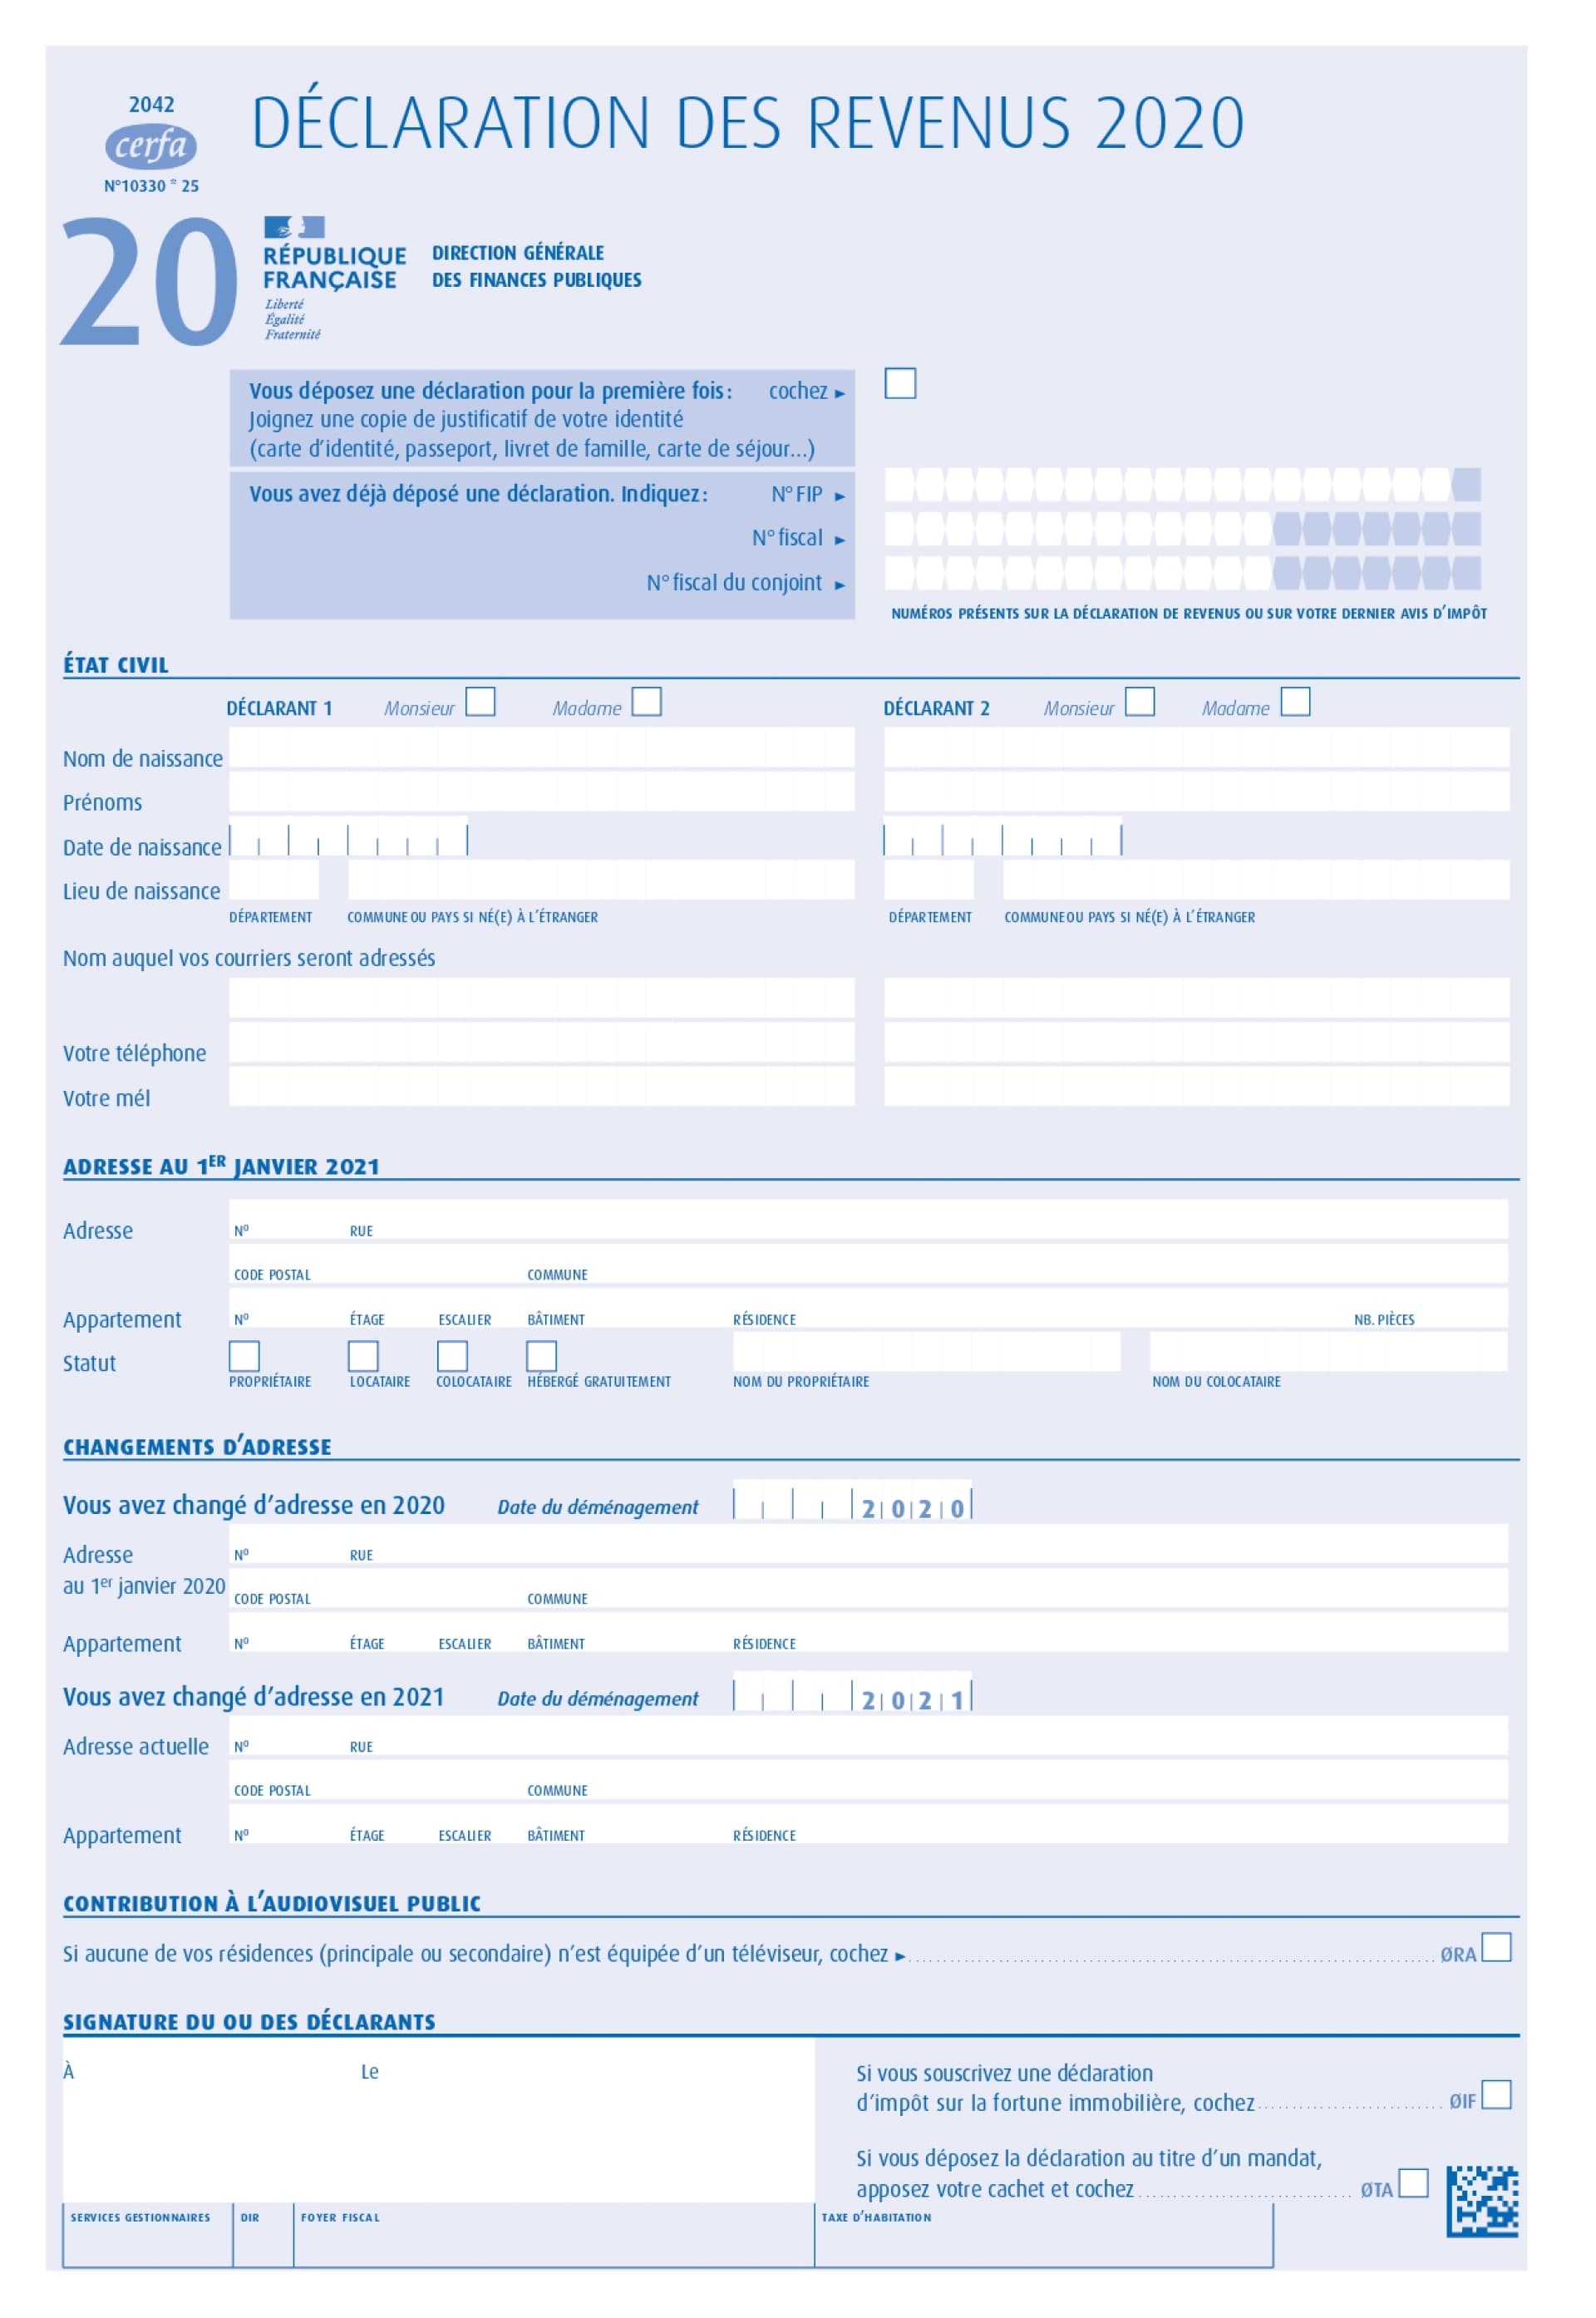 2042
cerfa
N°10330 * 25
DÉCLARATION DES REVENUS 2020
20
RÉPUBLIQUE
FRANÇAISE
Liberté
Égalité
Fraternité
DIRECTION GÉNÉRALE
DES FINANCES PUBLIQUES
Vous déposez une déclaration pour la première fois : cochez ►
Joignez une copie de justificatif de votre identité
(carte d’identité, passeport, livret de famille, carte de séjour...)
Vous avez déjà déposé une déclaration. Indiquez : N° FIP ►
N° fiscal ►
N° fiscal du conjoint ►
NUMÉROS PRÉSENTS SUR LA DÉCLARATION DE REVENUS OU SUR VOTRE DERNIER AVIS D’IMPÔT
ÉTAT CIVIL
DÉCLARANT 1 Monsieur Madame DÉCLARANT 2 Monsieur Madame
Nom de naissance
Prénoms
Date de naissance
Lieu de naissance
DÉPARTEMENT COMMUNE OU PAYS SI NÉ(E) À L’ÉTRANGER DÉPARTEMENT COMMUNE OU PAYS SI NÉ(E) À L’ÉTRANGER
Nom auquel vos courriers seront adressés
Votre téléphone
Votre mél
ADRESSE AU 1ER JANVIER 2021
Adresse N° RUE
CODE POSTAL COMMUNE
Appartement N° ÉTAGE ESCALIER BÂTIMENT RÉSIDENCE NB. PIÈCES
Statut
PROPRIÉTAIRE LOCATAIRE COLOCATAIRE HÉBERGÉ GRATUITEMENT NOM DU PROPRIÉTAIRE NOM DU COLOCATAIRE
CHANGEMENTS D’ADRESSE
Vous avez changé d’adresse en 2020 Date du déménagement 2020
Adresse N° RUE
au 1er janvier 2020 CODE POSTAL COMMUNE
Appartement N° ÉTAGE ESCALIER BÂTIMENT RÉSIDENCE
Vous avez changé d’adresse en 2021 Date du déménagement 2021
Adresse actuelle N° RUE
CODE POSTAL COMMUNE
Appartement N° ÉTAGE ESCALIER BÂTIMENT RÉSIDENCE
CONTRIBUTION À L’AUDIOVISUEL PUBLIC
Si aucune de vos résidences (principale ou secondaire) n’est équipée d’un téléviseur, cochez ► ØRA
SIGNATURE DU OU DES DÉCLARANTS
À Le
Si vous souscrivez une déclaration
d’impôt sur la fortune immobilière, cochez ØIF
Si vous déposez la déclaration au titre d’un mandat,
apposez votre cachet et cochez ØTA
SERVICES GESTIONNAIRES DIR FOYER FISCAL TAXE D’HABITATION